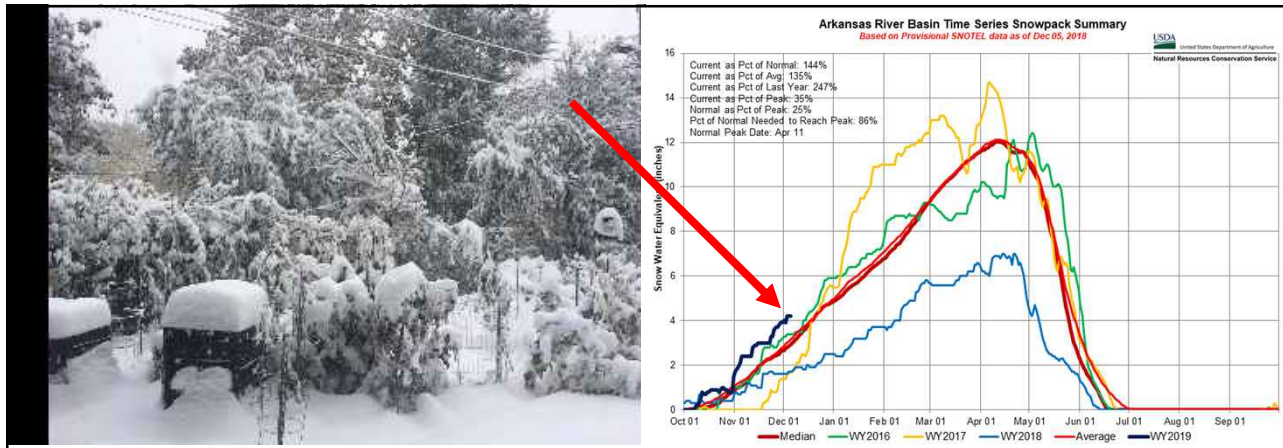 Arkansas River Basin Time Series Snowpack Summary
Based on Provisional SNOTEL data as of Dec 05, 2018
USDA
United States Department of Agriculture
Natural Resources Conservation Service
Current as Pct of Normal: 144%
Current as Pct of Avg: 135%
Current as Pct of Last Year: 247%
Current as Pct of Peak: 35%
Normal as Pct of Peak: 25%
Pct of Normal Needed to Reach Peak: 86%
Normal Peak Date: Apr 11
Snow Water Equivalent (inches)
16
14
12
10
8
6
4
2
0
Oct 01 Nov 01 Dec 01 Jan 01 Feb 01 Mar 01 Apr 01 May 01 Jun 01 Jul 01 Aug 01 Sep 01
Median WY2016 WY2017 WY2018 Average WY2019